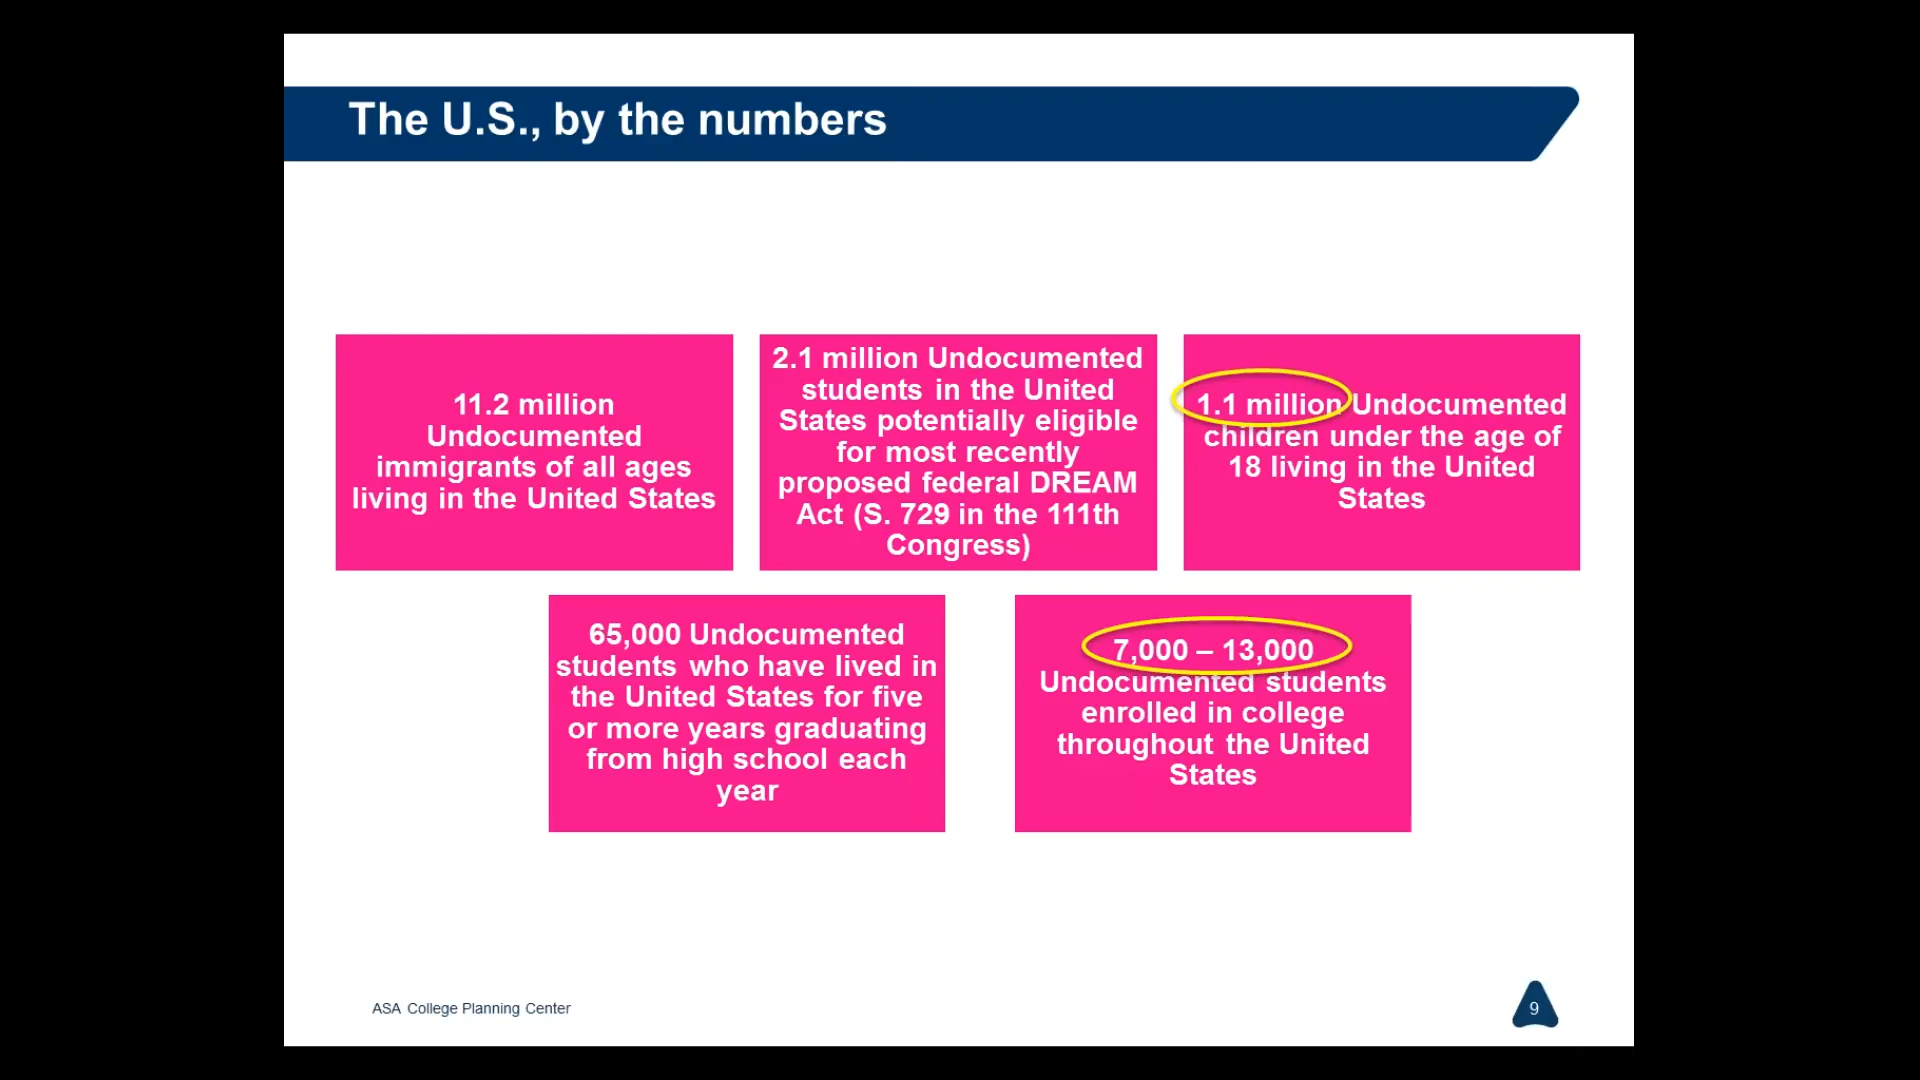 The U.S., by the numbers
11.2 million
Undocumented
immigrants of all ages
living in the United States
2.1 million Undocumented
students in the United
States potentially eligible
for most recently
proposed federal DREAM
Act (S. 729 in the 111th
Congress)
1.1 million Undocumented
children under the age of
18 living in the United
States
65,000 Undocumented
students who have lived in
the United States for five
or more years graduating
from high school each
year
7,000 – 13,000
Undocumented students
enrolled in college
throughout the United
States
ASA College Planning Center
9